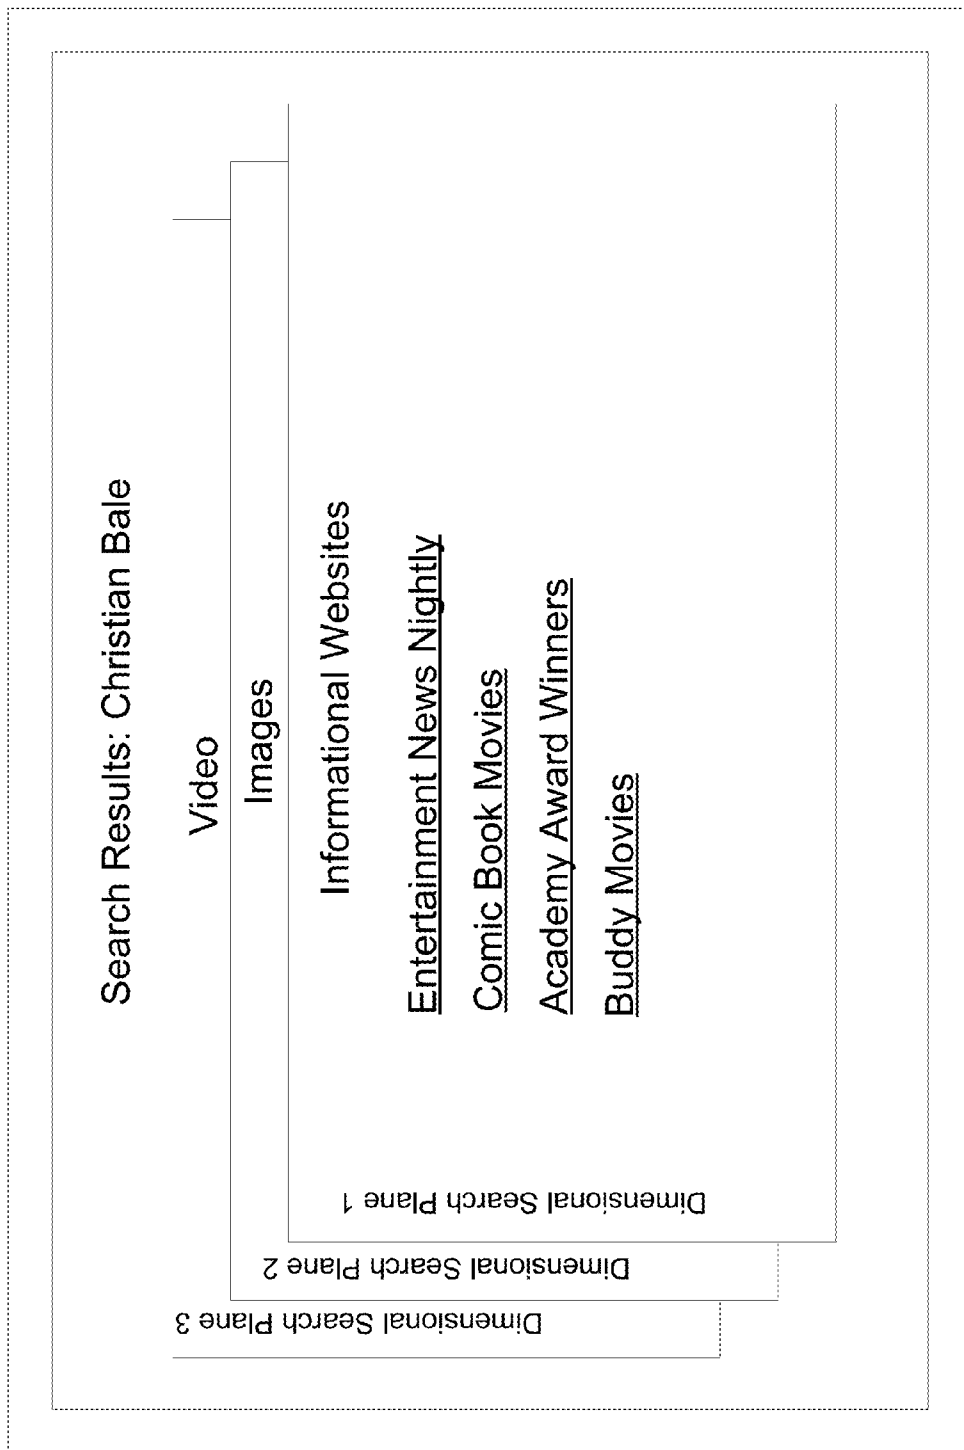 Search Results: Christian Bale
Video
Images
Informational Websites
Entertainment News Nightly
Comic Book Movies
Academy Award Winners
Buddy Movies
Dimensional Search Plane 1
Dimensional Search Plane 2
Dimensional Search Plane 3